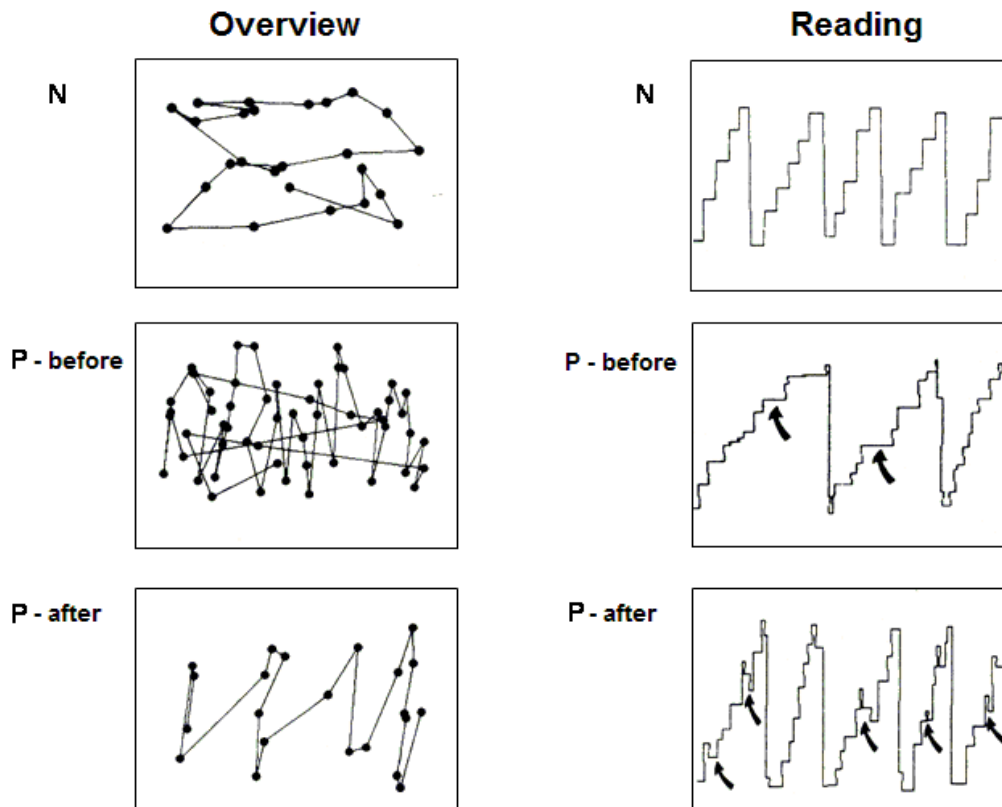 Overview Reading
N N
P - before P - before
P - after P - after